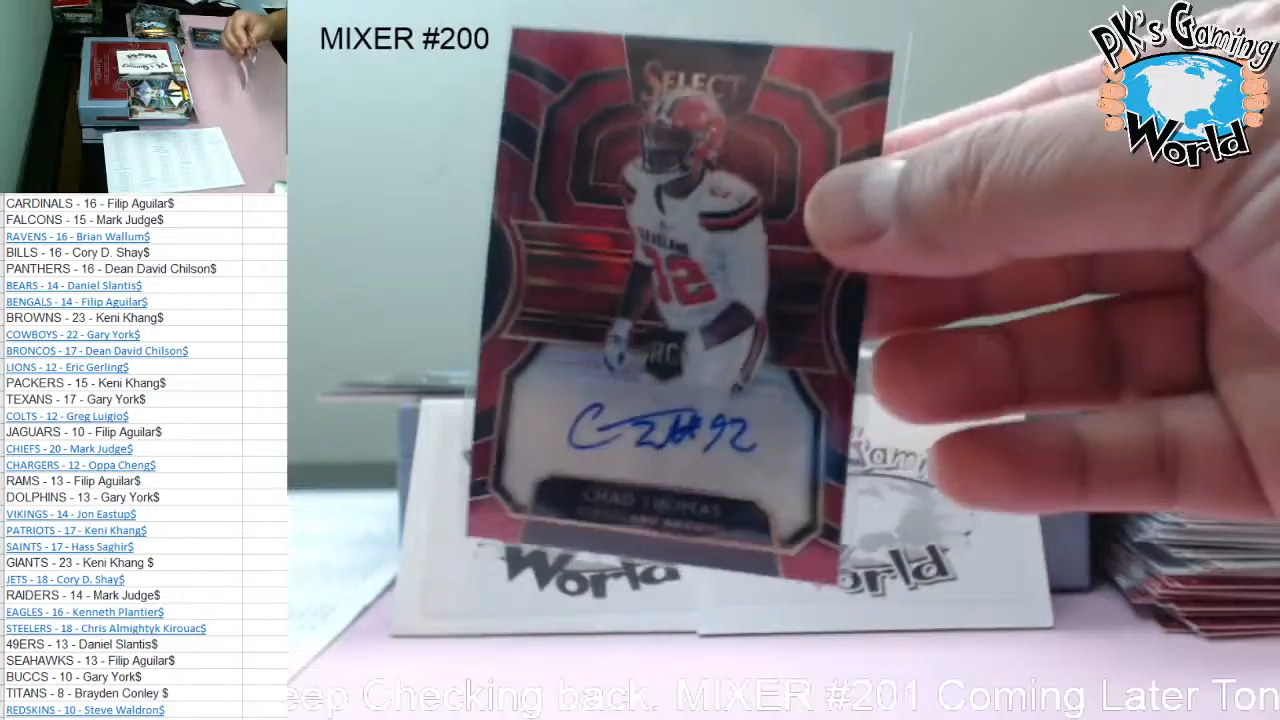 MIXER #200
PK's Gaming
World
CARDINALS - 16 - Filip Aguilar$
FALCONS - 15 - Mark Judge$
RAVENS - 16 - Brian Wallum$
BILLS - 16 - Cory D. Shay$
PANTHERS - 16 - Dean David Chilson$
BEARS - 14 - Daniel Slantis$
BENGALS - 14 - Filip Aguilar$
BROWNS - 23 - Keni Khang$
COWBOYS - 22 - Gary York$
BRONCOS - 17 - Dean David Chilson$
LIONS - 12 - Eric Gerling$
PACKERS - 15 - Keni Khang$
TEXANS - 17 - Gary York$
COLTS - 12 - Greg Luigio$
JAGUARS - 10 - Filip Aguilar$
CHIEFS - 20 - Mark Judge$
CHARGERS - 12 - Oppa Cheng$
RAMS - 13 - Filip Aguilar$
DOLPHINS - 13 - Gary York$
VIKINGS - 14 - Jon Eastup$
PATRIOTS - 17 - Keni Khang$
SAINTS - 17 - Hass Saghir$
GIANTS - 23 - Keni Khang $
JETS - 18 - Cory D. Shay$
RAIDERS - 14 - Mark Judge$
EAGLES - 16 - Kenneth Plantier$
STEELERS - 18 - Chris Almightyk Kirouac$
49ERS - 13 - Daniel Slantis$
SEAHAWKS - 13 - Filip Aguilar$
BUCCS - 10 - Gary York$
TITANS - 8 - Brayden Conley $
REDSKINS - 10 - Steve Waldron$
SELECT
CLEVELAND
92
RC
#92
CHAD THOMAS
World
Gaming
orld
eep Checking back. MIXER #201 Coming Later Ton